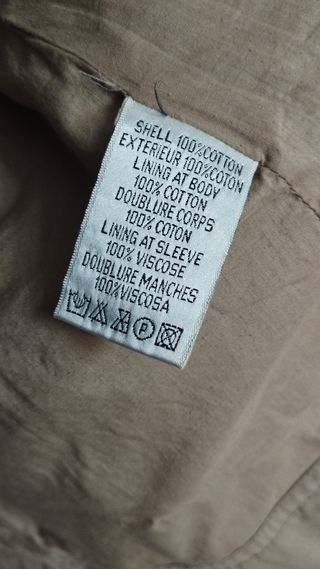 SHELL 100%COTTON
EXTERIEUR 100%COTON
LINING AT BODY
100% COTTON
DOUBLURE CORPS
100% COTON
LINING AT SLEEVE
100% VISCOSE
DOUBLURE MANCHES
100%VISCOSA
P